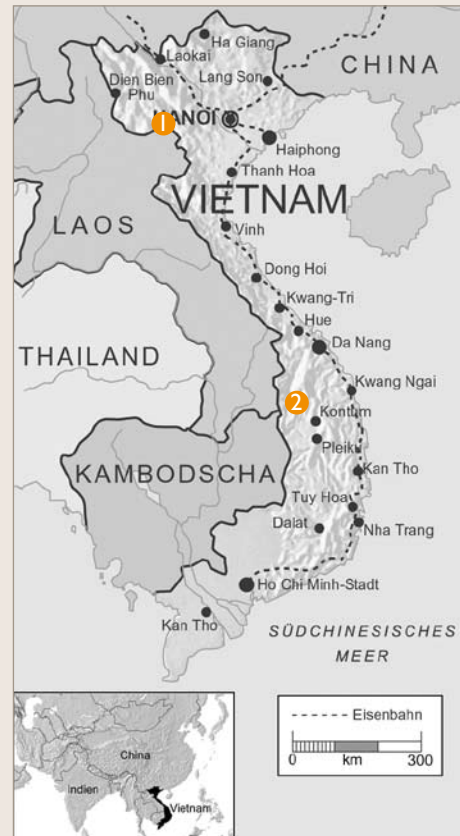 Ha Giang
Laokai
CHINA
Lang Son
Dien Bien
Phu
1
HANOI
Haiphong
Thanh Hoa
VIETNAM
LAOS
Vinh
Dong Hoi
Kwang-Tri
Hue
Da Nang
THAILAND
Kwang Ngai
2
Kontum
Pleiku
KAMBODSCHA
Kan Tho
Tuy Hoa
Dalat
Nha Trang
Ho Chi Minh-Stadt
Kan Tho
SÜDCHINESISCHES
MEER
Eisenbahn
0 km 300
China
Indien
Vietnam